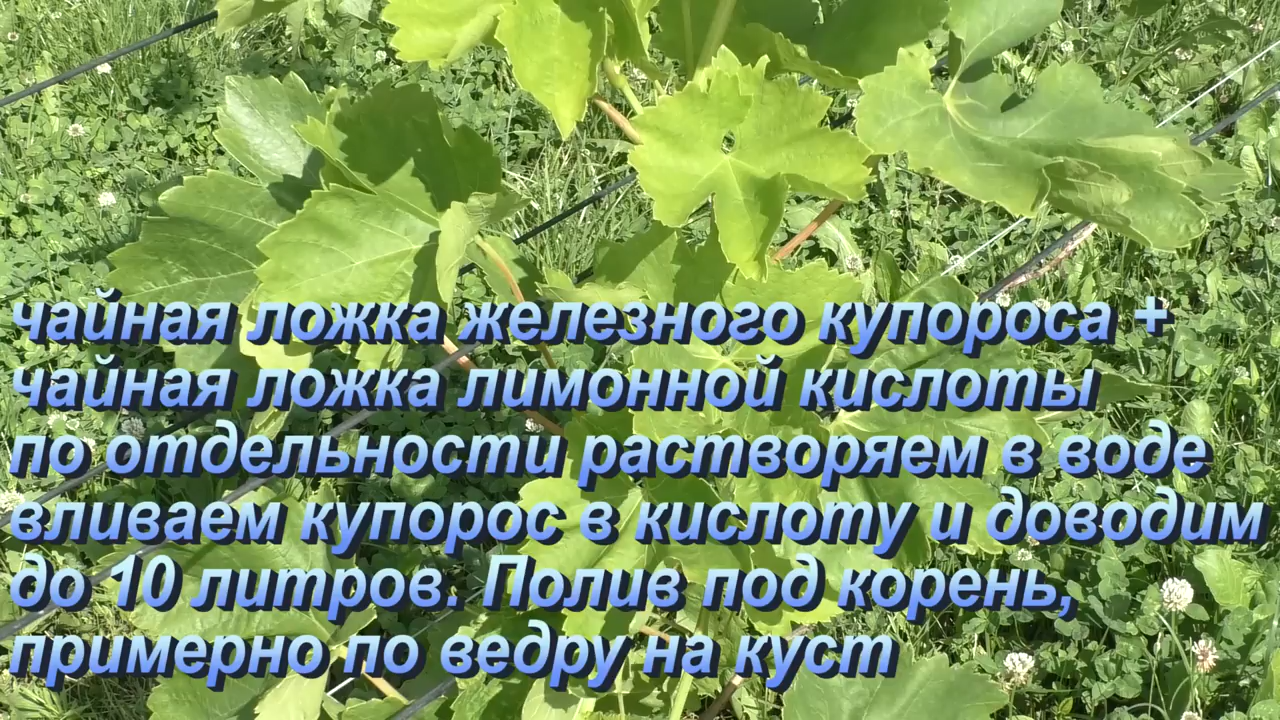 чайная ложка железного купороса +
чайная ложка лимонной кислоты
по отдельности растворяем в воде
вливаем купорос в кислоту и доводим
до 10 литров. Полив под корень,
примерно по ведру на куст